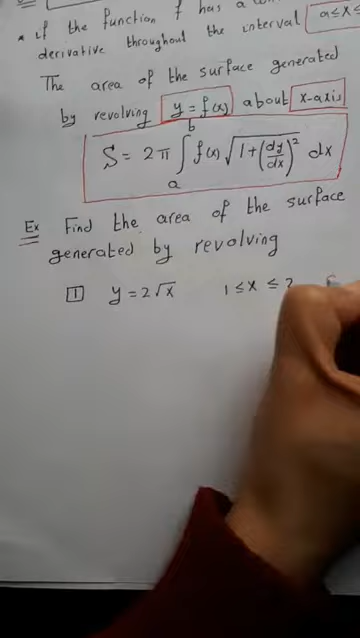 * if the function f has a
derivative throughout the interval a≤x≤
The area of the surface generated
by revolving y = f(x) about x-axis
S = 2π ∫ₐᵇ f(x) √(1+(dy/dx)²) dx
Ex Find the area of the surface
generated by revolving
1 y = 2√x 1≤x≤2